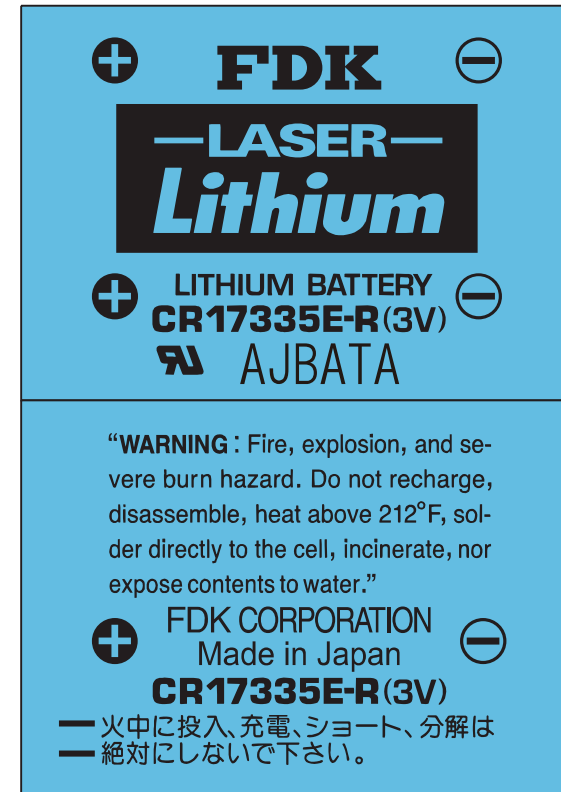 FDK
LASER
Lithium
LITHIUM BATTERY
CR17335E-R(3V)
AJBATA
“WARNING : Fire, explosion, and se-
vere burn hazard. Do not recharge,
disassemble, heat above 212°F, sol-
der directly to the cell, incinerate, nor
expose contents to water.”
FDK CORPORATION
Made in Japan
CR17335E-R(3V)
火中に投入、充電、ショート、分解は
絶対にしないで下さい。